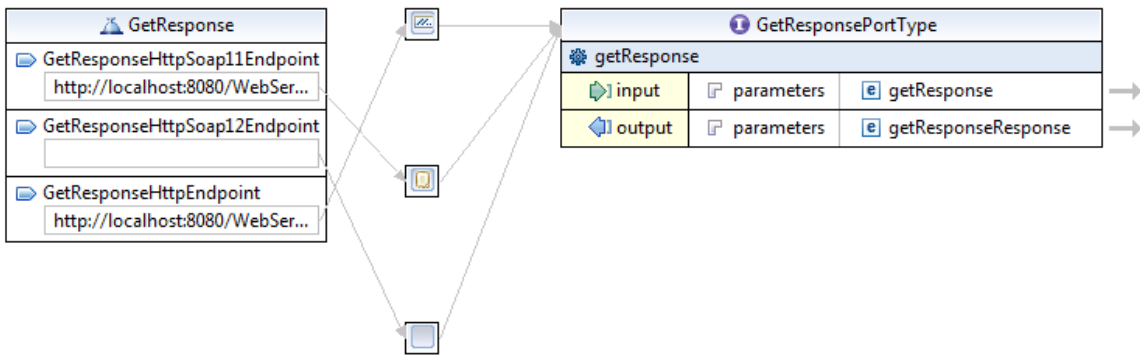 GetResponse
GetResponseHttpSoap11Endpoint
http://localhost:8080/WebSer...
GetResponseHttpSoap12Endpoint
GetResponseHttpEndpoint
http://localhost:8080/WebSer...
GetResponsePortType
getResponse
input parameters getResponse
output parameters getResponseResponse